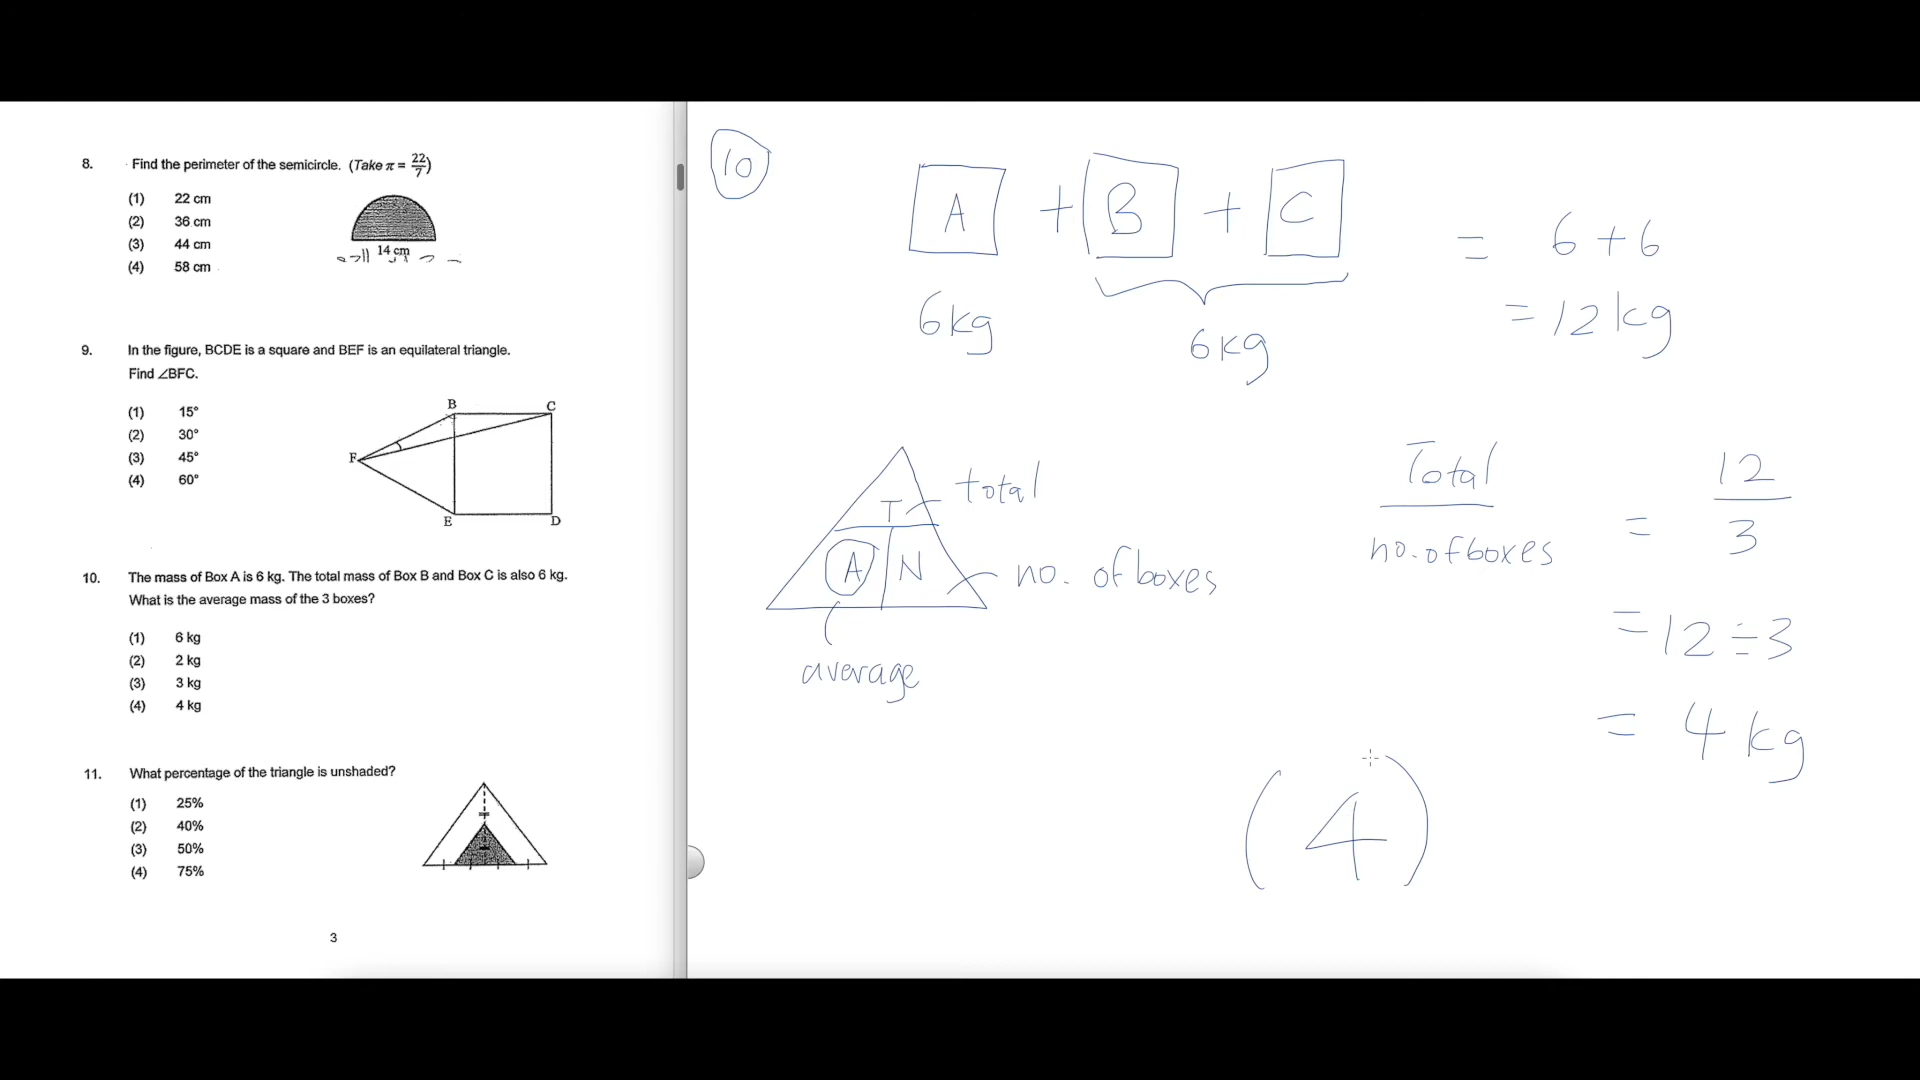 8. Find the perimeter of the semicircle. (Take π = 22/7)
(1) 22 cm
(2) 36 cm
(3) 44 cm
(4) 58 cm
14 cm
9. In the figure, BCDE is a square and BEF is an equilateral triangle.
Find ∠BFC.
(1) 15°
(2) 30°
(3) 45°
(4) 60°
B
C
F
E
D
10. The mass of Box A is 6 kg. The total mass of Box B and Box C is also 6 kg.
What is the average mass of the 3 boxes?
(1) 6 kg
(2) 2 kg
(3) 3 kg
(4) 4 kg
11. What percentage of the triangle is unshaded?
(1) 25%
(2) 40%
(3) 50%
(4) 75%
3
10
A + B + C = 6 + 6
6kg 6kg = 12 kg
T total
A N no. of boxes
average
Total / no. of boxes = 12 / 3
= 12 ÷ 3
= 4 kg
(4)